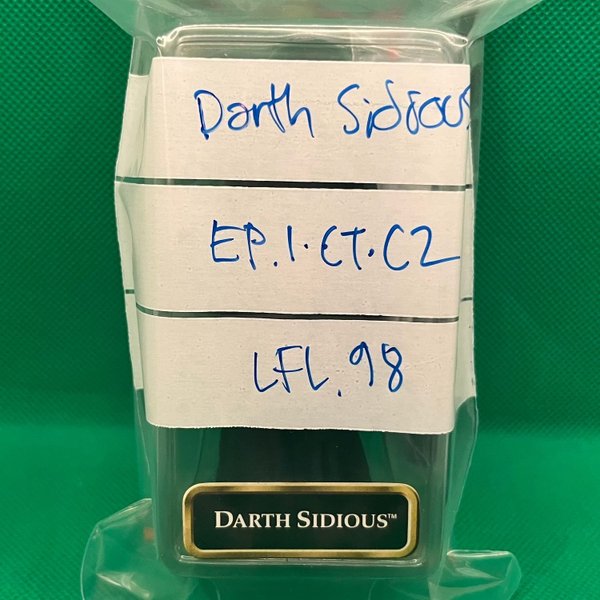 Darth Sidious
EP.1.CT.C2
LFL.98
DARTH SIDIOUS™